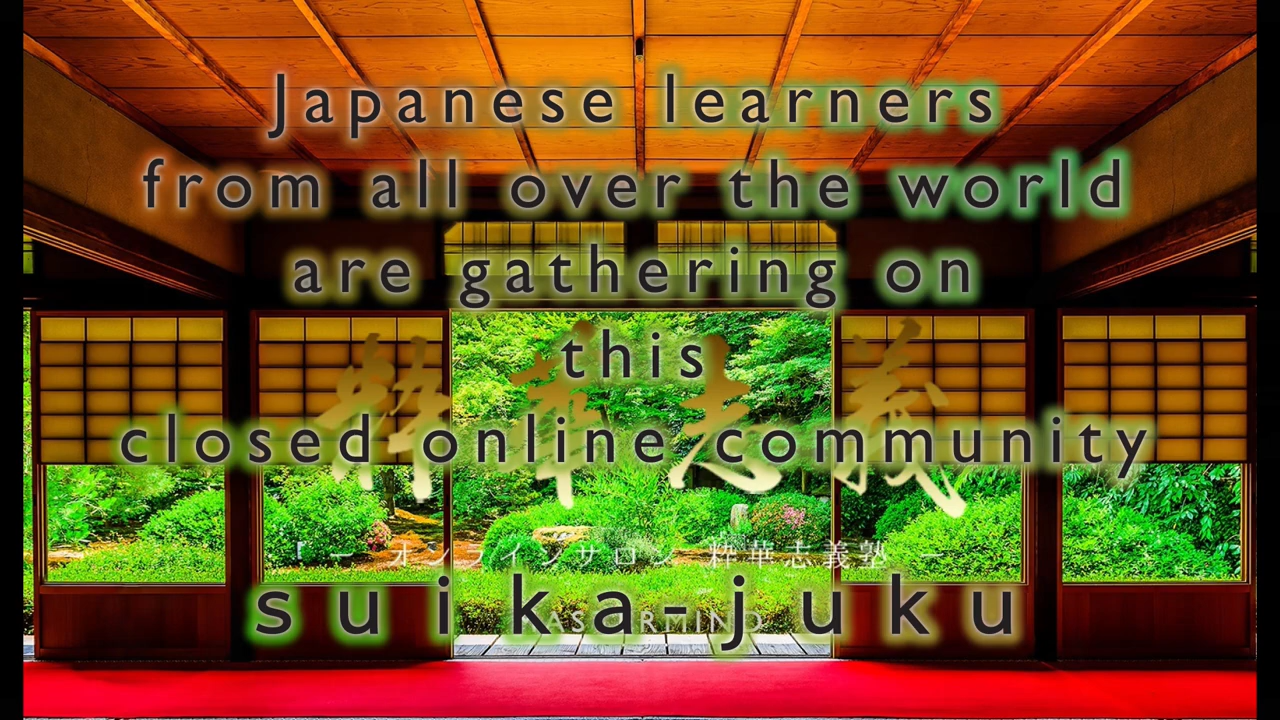 Japanese learners
from all over the world
are gathering on
this
粋華志義
closed online community
オンラインサロン 粋華志義塾 ー
suika-juku